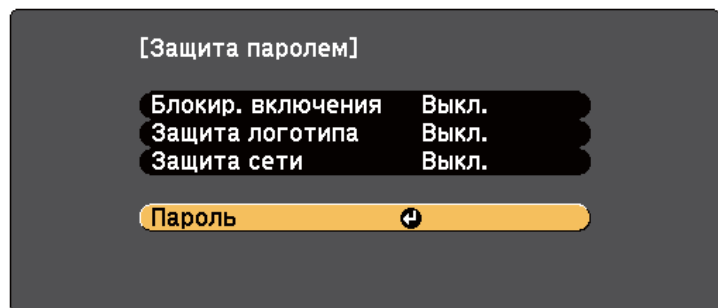 [Защита паролем]
Блокир. включения Выкл.
Защита логотипа Выкл.
Защита сети Выкл.
Пароль